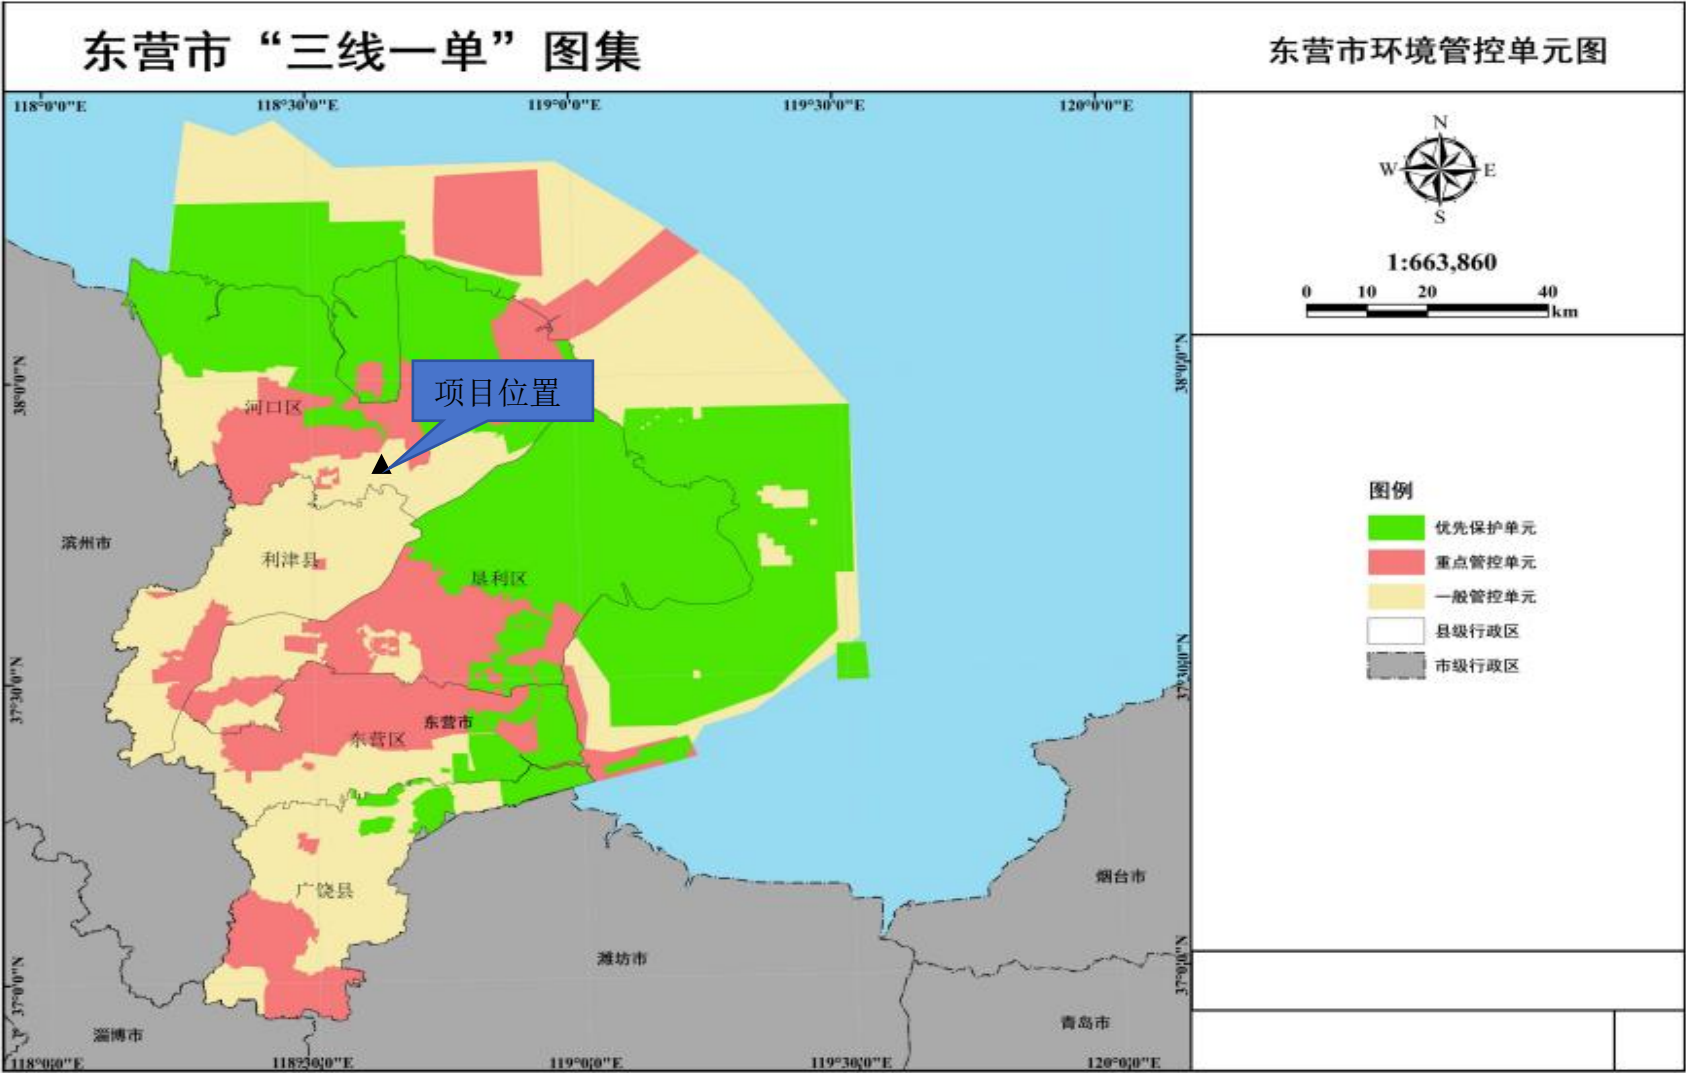 东营市“三线一单”图集
东营市环境管控单元图
118°0'0"E
118°30'0"E
119°0'0"E
119°30'0"E
120°0'0"E
N
W
E
S
1:663,860
0
10
20
40
km
38°0'0"N
38°0'0"N
项目位置
河口区
滨州市
利津县
垦利区
图例
优先保护单元
重点管控单元
一般管控单元
县级行政区
市级行政区
37°30'0"N
37°30'0"N
东营市
东营区
广饶县
烟台市
潍坊市
37°0'0"N
37°0'0"N
淄博市
青岛市
118°0'0"E
118°30'0"E
119°0'0"E
119°30'0"E
120°0'0"E